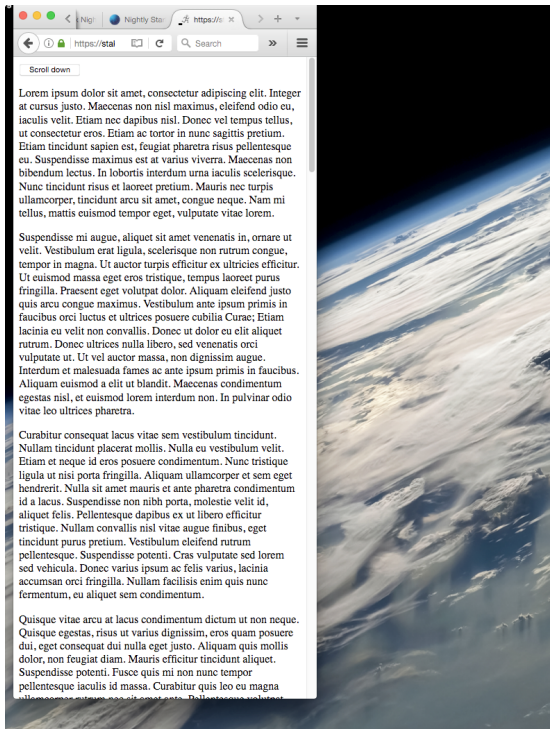 Nigh
Nightly Sta
https://s
https://stal
Search
Scroll down
Lorem ipsum dolor sit amet, consectetur adipiscing elit. Integer
at cursus justo. Maecenas non nisl maximus, eleifend odio eu,
iaculis velit. Etiam nec dapibus nisl. Donec vel tempus tellus,
ut consectetur eros. Etiam ac tortor in nunc sagittis pretium.
Etiam tincidunt sapien est, feugiat pharetra risus pellentesque
eu. Suspendisse maximus est at varius viverra. Maecenas non
bibendum lectus. In lobortis interdum urna iaculis scelerisque.
Nunc tincidunt risus et laoreet pretium. Mauris nec turpis
ullamcorper, tincidunt arcu sit amet, congue neque. Nam mi
tellus, mattis euismod tempor eget, vulputate vitae lorem.
Suspendisse mi augue, aliquet sit amet venenatis in, ornare ut
velit. Vestibulum erat ligula, scelerisque non rutrum congue,
tempor in magna. Ut auctor turpis efficitur ex ultricies efficitur.
Ut euismod massa eget eros tristique, tempus laoreet purus
fringilla. Praesent eget volutpat dolor. Aliquam eleifend justo
quis arcu congue maximus. Vestibulum ante ipsum primis in
faucibus orci luctus et ultrices posuere cubilia Curae; Etiam
lacinia eu velit non convallis. Donec ut dolor eu elit aliquet
rutrum. Donec ultrices nulla libero, sed venenatis orci
vulputate ut. Ut vel auctor massa, non dignissim augue.
Interdum et malesuada fames ac ante ipsum primis in faucibus.
Aliquam euismod a elit ut blandit. Maecenas condimentum
egestas nisl, et euismod lorem interdum non. In pulvinar odio
vitae leo ultrices pharetra.
Curabitur consequat lacus vitae sem vestibulum tincidunt.
Nullam tincidunt placerat mollis. Nulla eu vestibulum velit.
Etiam et neque id eros posuere condimentum. Nunc tristique
ligula ut nisi porta fringilla. Aliquam ullamcorper et sem eget
hendrerit. Nulla sit amet mauris et ante pharetra condimentum
id a lacus. Suspendisse non nibh porta, molestie velit id,
aliquet felis. Pellentesque dapibus ex ut libero efficitur
tristique. Nullam convallis nisl vitae augue finibus, eget
tincidunt purus pretium. Vestibulum eleifend rutrum
pellentesque. Suspendisse potenti. Cras vulputate sed lorem
sed vehicula. Donec varius ipsum ac felis varius, lacinia
accumsan orci fringilla. Nullam facilisis enim quis nunc
fermentum, eu aliquet sem condimentum.
Quisque vitae arcu at lacus condimentum dictum ut non neque.
Quisque egestas, risus ut varius dignissim, eros quam posuere
dui, eget consequat dui nulla eget justo. Aliquam quis mollis
dolor, non feugiat diam. Mauris efficitur tincidunt aliquet.
Suspendisse potenti. Fusce quis mi non nunc tempor
pellentesque iaculis id massa. Curabitur quis leo eu magna